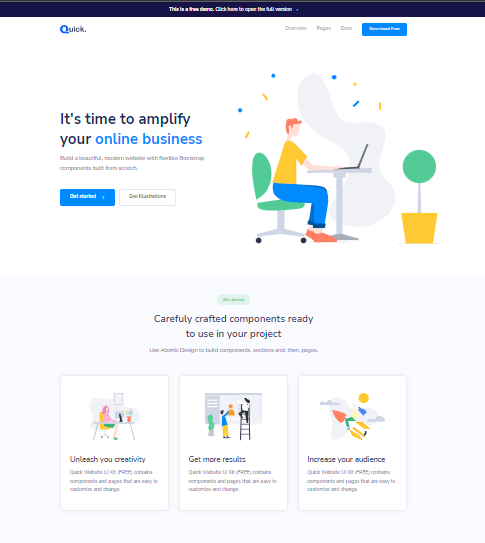 This is a free demo. Click here to open the full version
Quick.
Overview Pages Docs Download Free
It's time to amplify
your online business
Build a beautiful, modern website with flexible Bootstrap
components built from scratch.
Get started See Illustrations
Get started
Carefully crafted components ready
to use in your project
Use Atomic Design to build components, sections and, then, pages.
Unleash you creativity
Quick Website UI Kit (FREE) contains
components and pages that are easy to
customize and change.
Get more results
Quick Website UI Kit (FREE) contains
components and pages that are easy to
customize and change.
Increase your audience
Quick Website UI Kit (FREE) contains
components and pages that are easy to
customize and change.